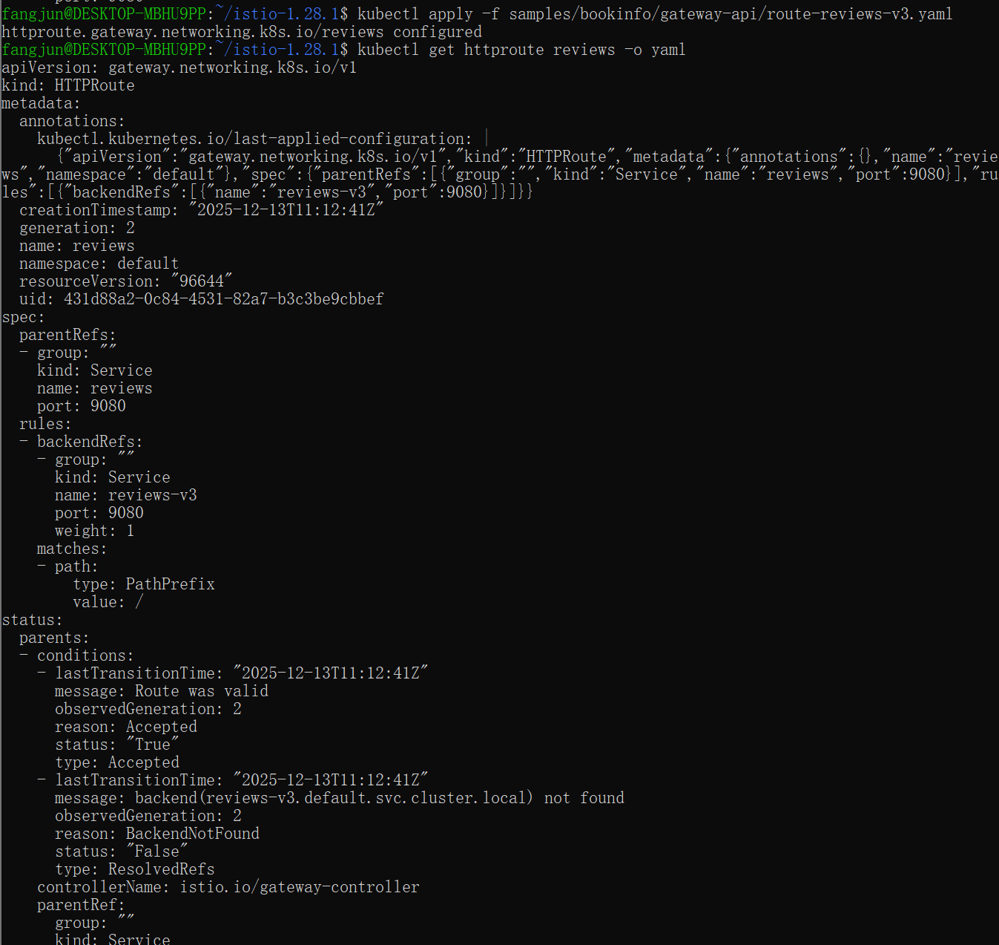 fangjun@DESKTOP-MBHU9PP:~/istio-1.28.1$ kubectl apply -f samples/bookinfo/gateway-api/route-reviews-v3.yaml
httproute.gateway.networking.k8s.io/reviews configured
fangjun@DESKTOP-MBHU9PP:~/istio-1.28.1$ kubectl get httproute reviews -o yaml
apiVersion: gateway.networking.k8s.io/v1
kind: HTTPRoute
metadata:
  annotations:
    kubectl.kubernetes.io/last-applied-configuration: |
      {"apiVersion":"gateway.networking.k8s.io/v1","kind":"HTTPRoute","metadata":{"annotations":{},"name":"revie
ws","namespace":"default"},"spec":{"parentRefs":[{"group":"","kind":"Service","name":"reviews","port":9080}],"ru
les":[{"backendRefs":[{"name":"reviews-v3","port":9080}]}]}}
  creationTimestamp: "2025-12-13T11:12:41Z"
  generation: 2
  name: reviews
  namespace: default
  resourceVersion: "96644"
  uid: 431d88a2-0c84-4531-82a7-b3c3be9cbbef
spec:
  parentRefs:
  - group: ""
    kind: Service
    name: reviews
    port: 9080
  rules:
  - backendRefs:
    - group: ""
      kind: Service
      name: reviews-v3
      port: 9080
      weight: 1
    matches:
    - path:
        type: PathPrefix
        value: /
status:
  parents:
  - conditions:
    - lastTransitionTime: "2025-12-13T11:12:41Z"
      message: Route was valid
      observedGeneration: 2
      reason: Accepted
      status: "True"
      type: Accepted
    - lastTransitionTime: "2025-12-13T11:12:41Z"
      message: backend(reviews-v3.default.svc.cluster.local) not found
      observedGeneration: 2
      reason: BackendNotFound
      status: "False"
      type: ResolvedRefs
    controllerName: istio.io/gateway-controller
    parentRef:
      group: ""
      kind: Service